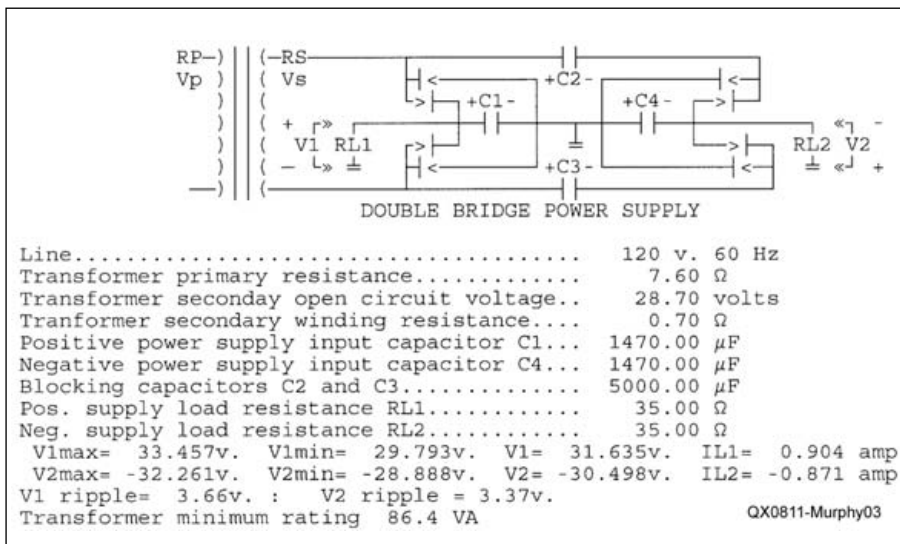 RP—) (—RS
Vp ) ( Vs
+C2-
+C1- +C4-
+ -
V1 RL1 RL2 V2
— +
+C3-
DOUBLE BRIDGE POWER SUPPLY
Line........................................ 120 v. 60 Hz
Transformer primary resistance............. 7.60 Ω
Transformer seconday open circuit voltage.. 28.70 volts
Tranformer secondary winding resistance.... 0.70 Ω
Positive power supply input capacitor C1... 1470.00 μF
Negative power supply input capacitor C4... 1470.00 μF
Blocking capacitors C2 and C3.............. 5000.00 μF
Pos. supply load resistance RL1............ 35.00 Ω
Neg. supply load resistance RL2............ 35.00 Ω
V1max= 33.457v. V1min= 29.793v. V1= 31.635v. IL1= 0.904 amp
V2max= -32.261v. V2min= -28.888v. V2= -30.498v. IL2= -0.871 amp
V1 ripple= 3.66v. : V2 ripple = 3.37v.
Transformer minimum rating 86.4 VA
QX0811-Murphy03